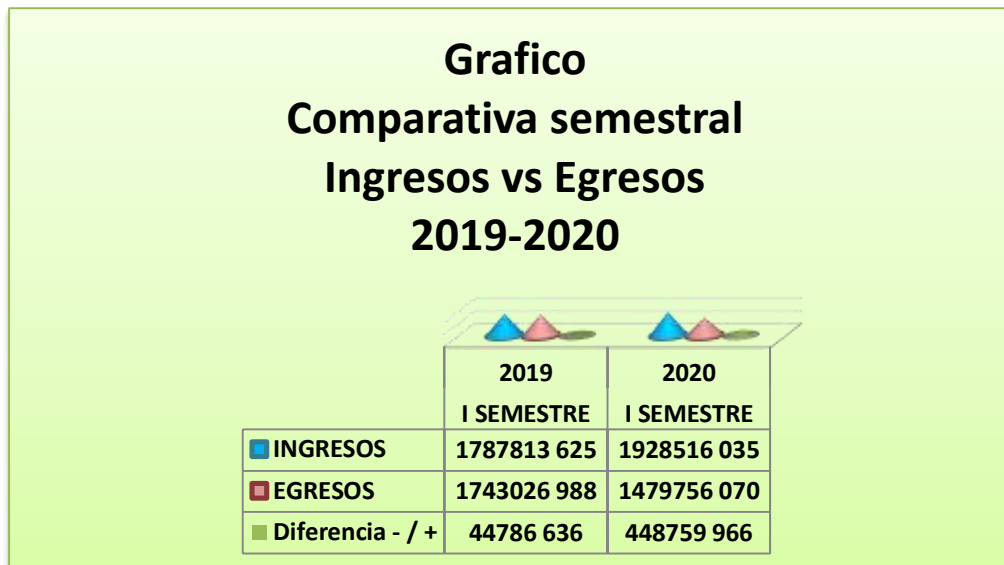 Grafico
Comparativa semestral
Ingresos vs Egresos
2019-2020
2019 2020
I SEMESTRE I SEMESTRE
INGRESOS 1787813 625 1928516 035
EGRESOS 1743026 988 1479756 070
Diferencia - / + 44786 636 448759 966